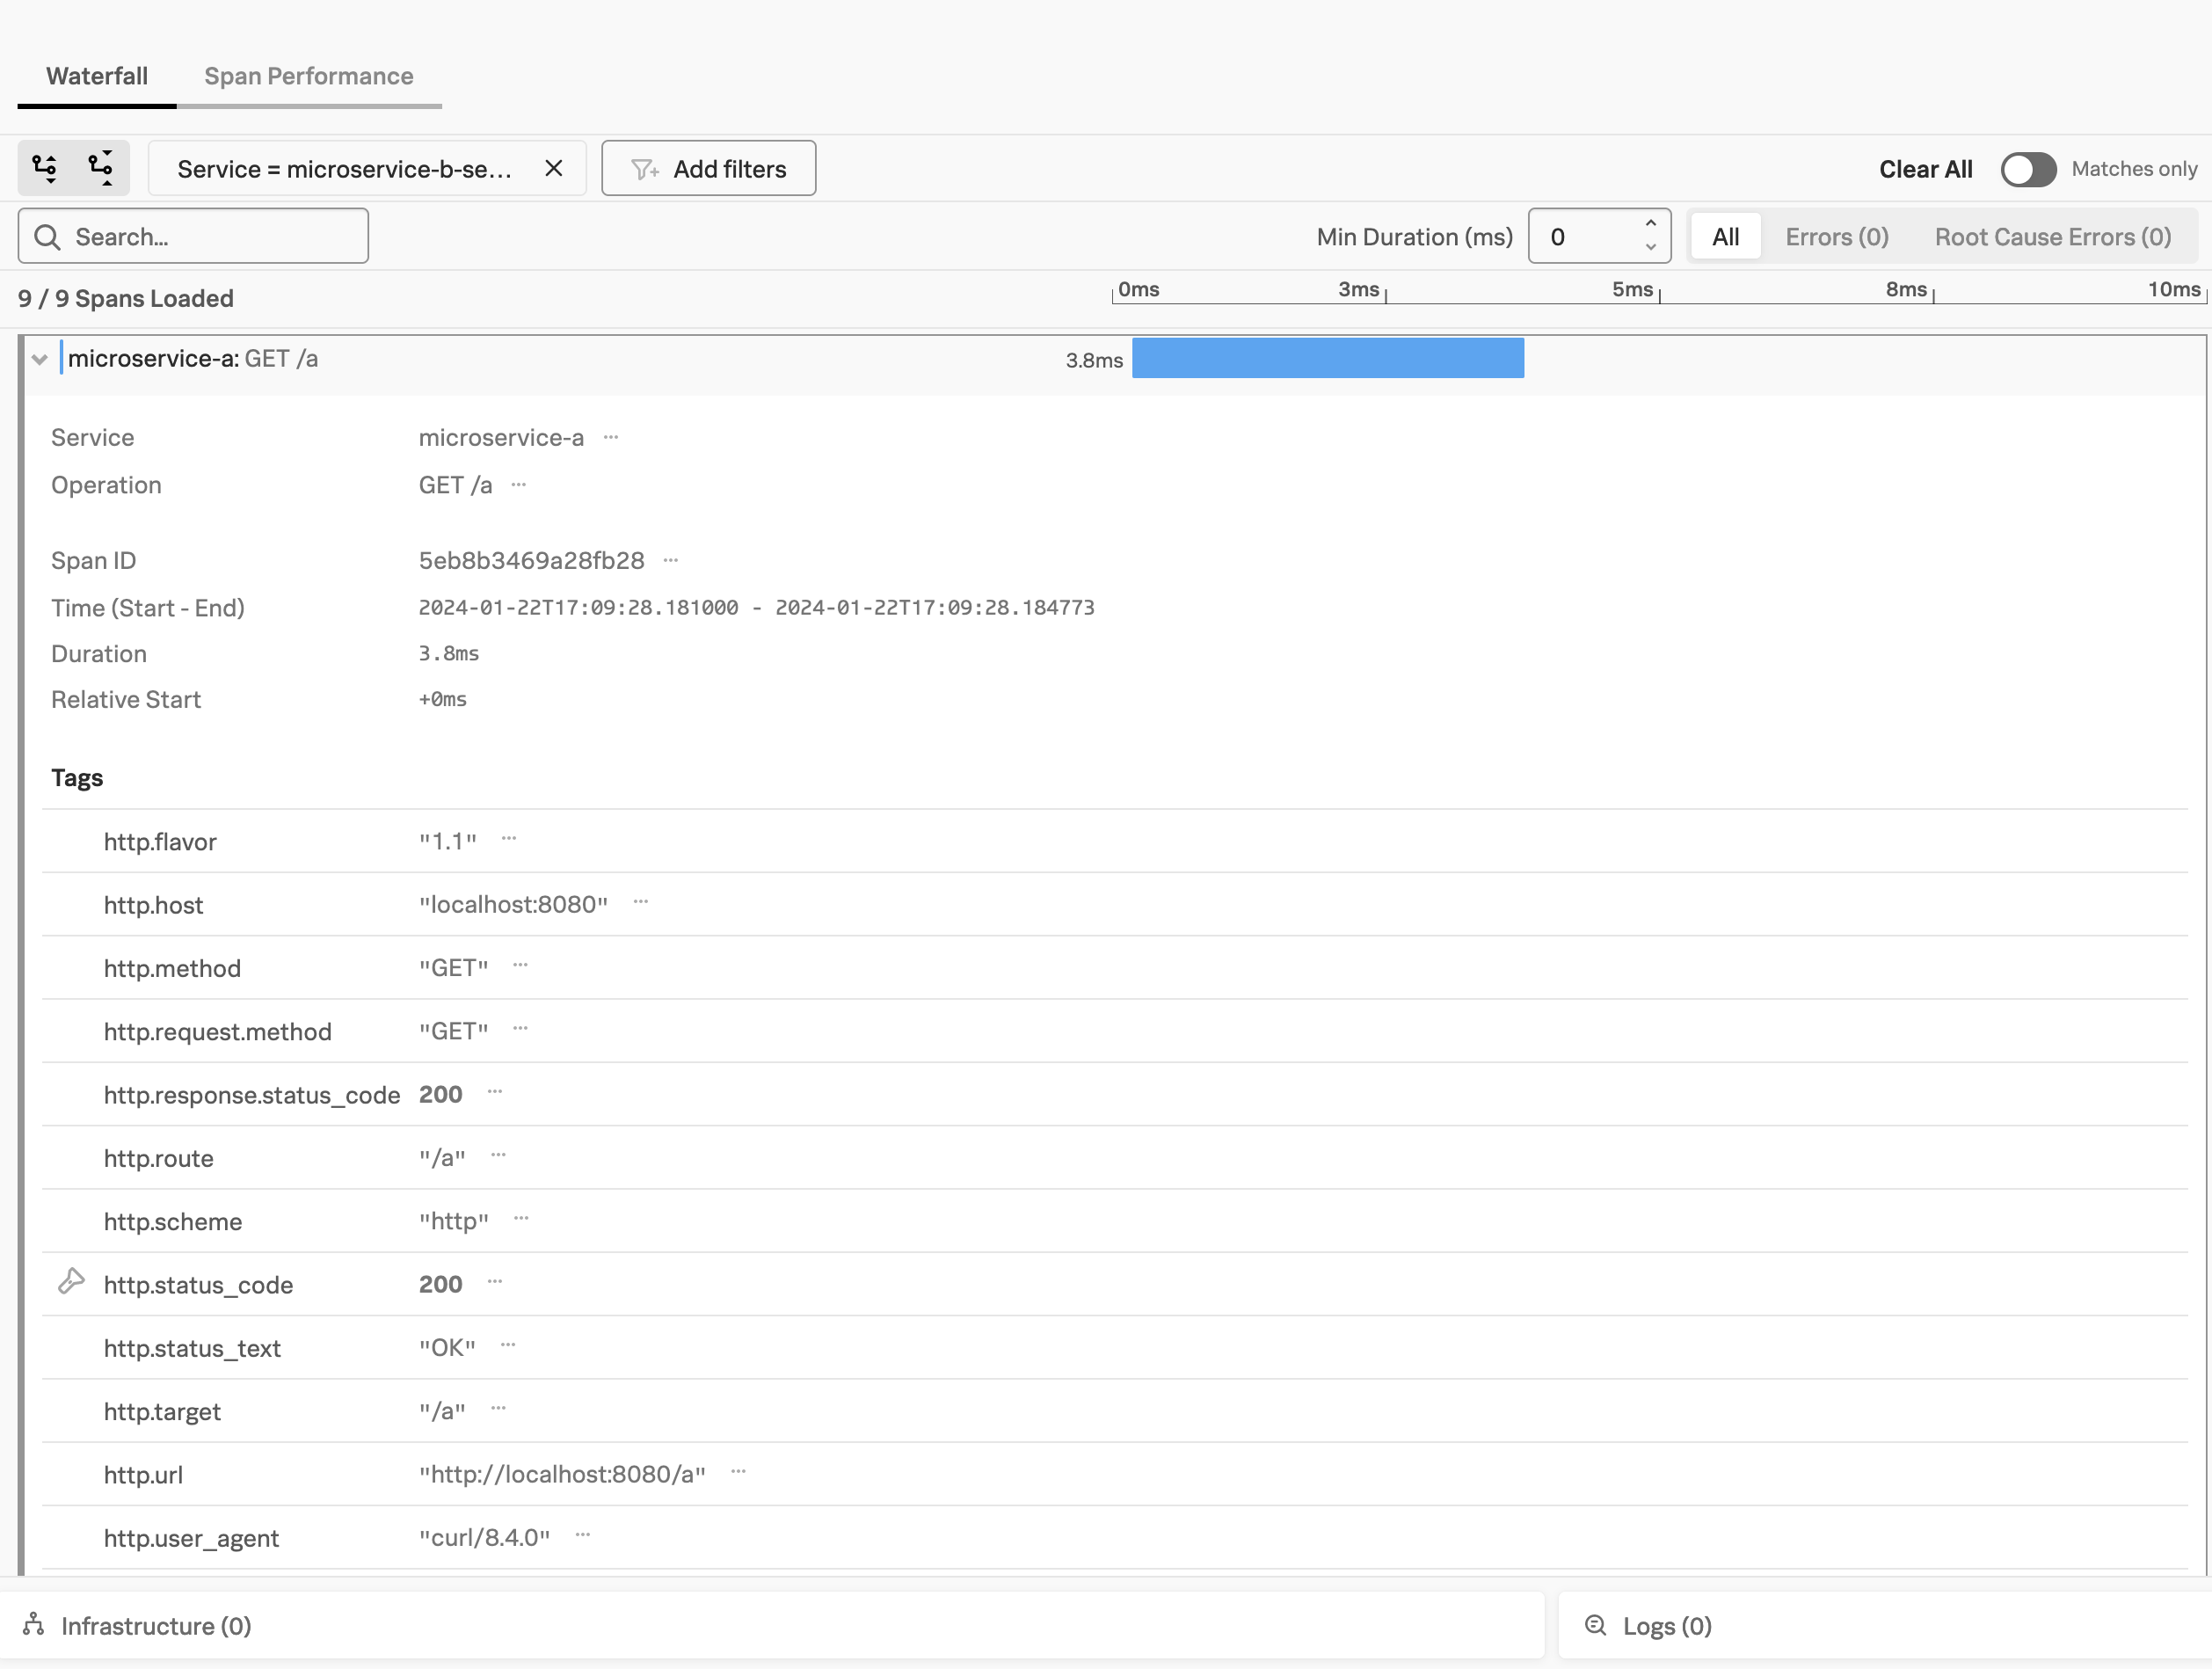 Waterfall Span Performance
Service = microservice-b-se... Add filters Clear All Matches only
Search... Min Duration (ms) 0 All Errors (0) Root Cause Errors (0)
9 / 9 Spans Loaded 0ms 3ms 5ms 8ms 10ms
microservice-a: GET /a 3.8ms
Service microservice-a ...
Operation GET /a ...
Span ID 5eb8b3469a28fb28 ...
Time (Start - End) 2024-01-22T17:09:28.181000 - 2024-01-22T17:09:28.184773
Duration 3.8ms
Relative Start +0ms
Tags
http.flavor "1.1" ...
http.host "localhost:8080" ...
http.method "GET" ...
http.request.method "GET" ...
http.response.status_code 200 ...
http.route "/a" ...
http.scheme "http" ...
http.status_code 200 ...
http.status_text "OK" ...
http.target "/a" ...
http.url "http://localhost:8080/a" ...
http.user_agent "curl/8.4.0" ...
Infrastructure (0) Logs (0)